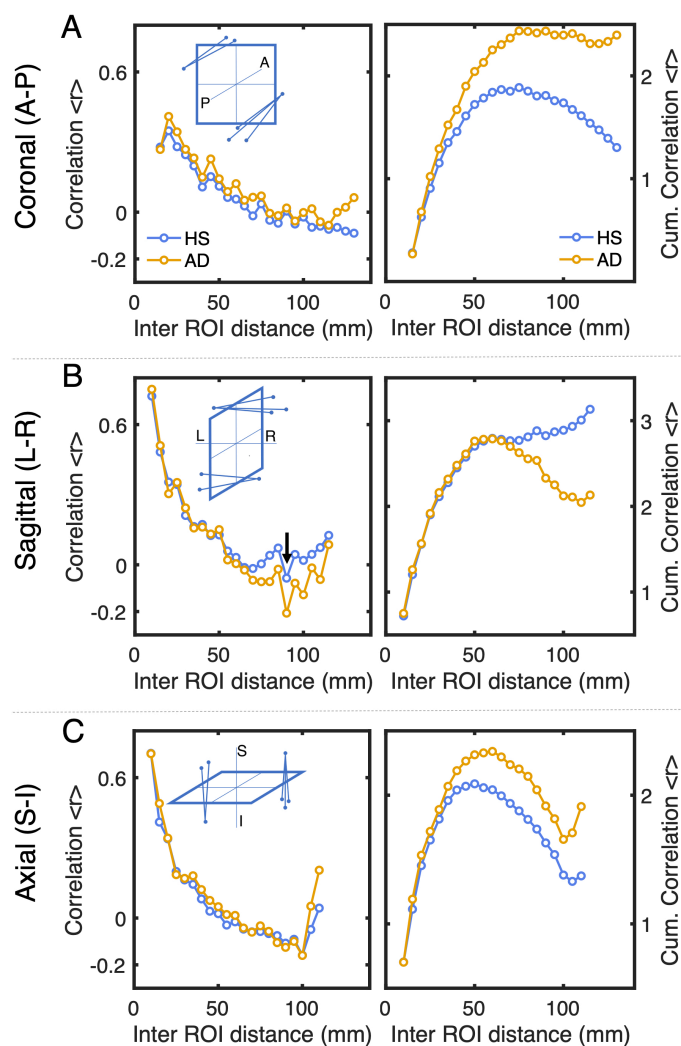 A
Coronal (A-P)
Correlation <r>
0.6
0
-0.2
A
P
HS
AD
0
50
100
Inter ROI distance (mm)
2
1
Cum. Correlation <r>
HS
AD
0
50
100
Inter ROI distance (mm)
B
Sagittal (L-R)
Correlation <r>
0.6
0
-0.2
L
R
0
50
100
Inter ROI distance (mm)
3
2
1
Cum. Correlation <r>
0
50
100
Inter ROI distance (mm)
C
Axial (S-I)
Correlation <r>
0.6
0
-0.2
S
I
0
50
100
Inter ROI distance (mm)
2
1
Cum. Correlation <r>
0
50
100
Inter ROI distance (mm)